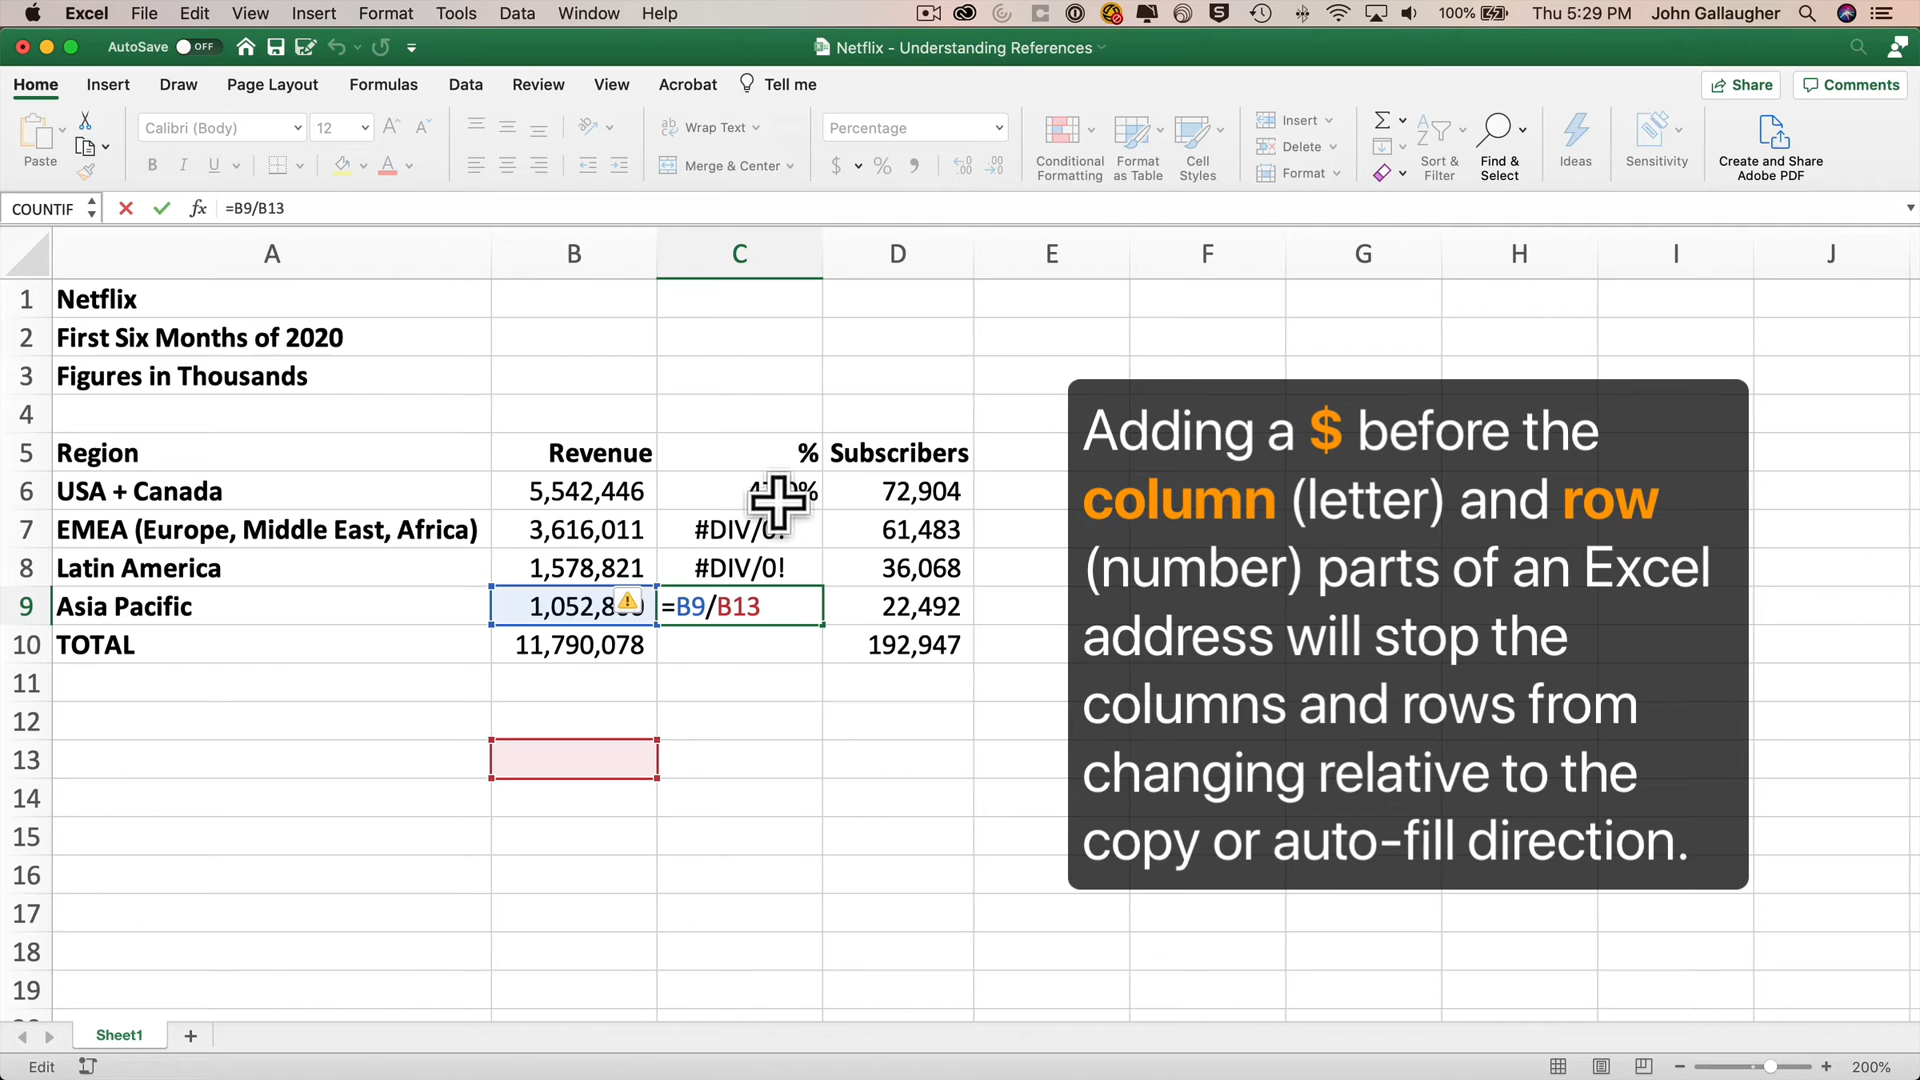 Excel File Edit View Insert Format Tools Data Window Help 100% Thu 5:29 PM John Gallaugher
AutoSave OFF Netflix - Understanding References
Home Insert Draw Page Layout Formulas Data Review View Acrobat Tell me Share Comments
Paste
Calibri (Body) 12
B I U A
Wrap Text
Merge & Center
Percentage
$ %
Conditional Formatting
Format as Table
Cell Styles
Insert
Delete
Format
Sort & Filter
Find & Select
Ideas
Sensitivity
Create and Share Adobe PDF
COUNTIF fx =B9/B13
A B C D E F G H I J
1 Netflix
2 First Six Months of 2020
3 Figures in Thousands
4
5 Region Revenue % Subscribers
6 USA + Canada 5,542,446 72,904
7 EMEA (Europe, Middle East, Africa) 3,616,011 #DIV/0! 61,483
8 Latin America 1,578,821 #DIV/0! 36,068
9 Asia Pacific =B9/B13 22,492
10 TOTAL 11,790,078 192,947
11
12
13
14
15
16
17
18
19
Adding a $ before the
column (letter) and row
(number) parts of an Excel
address will stop the
columns and rows from
changing relative to the
copy or auto-fill direction.
Sheet1 +
Edit 200%